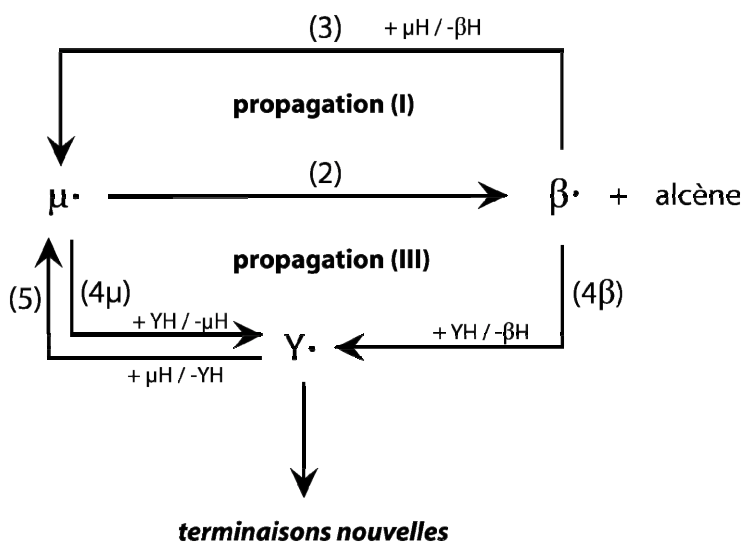 (3) + µH / -βH
propagation (I)
(2)
µ• β• + alcène
propagation (III)
(5) (4µ) (4β)
+ YH / -µH + YH / -βH
Y•
+ µH / -YH
terminaisons nouvelles